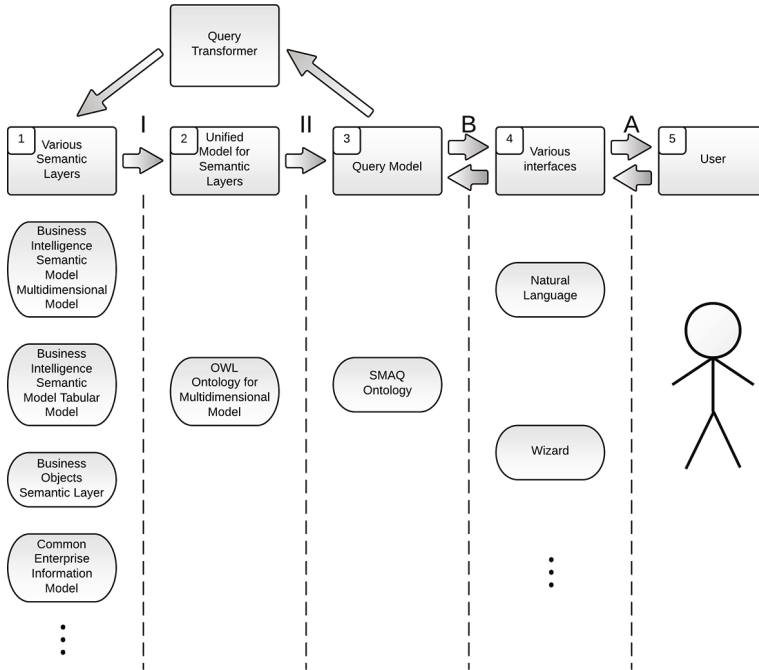 Query
Transformer
I
II
B
A
1
Various
Semantic
Layers
2
Unified
Model for
Semantic
Layers
3
Query Model
4
Various
interfaces
5
User
Business
Intelligence
Semantic
Model
Multidimensional
Model
Natural
Language
Business
Intelligence
Semantic
Model Tabular
Model
OWL
Ontology for
Multidimensional
Model
SMAQ
Ontology
Wizard
Business
Objects
Semantic Layer
Common
Enterprise
Information
Model